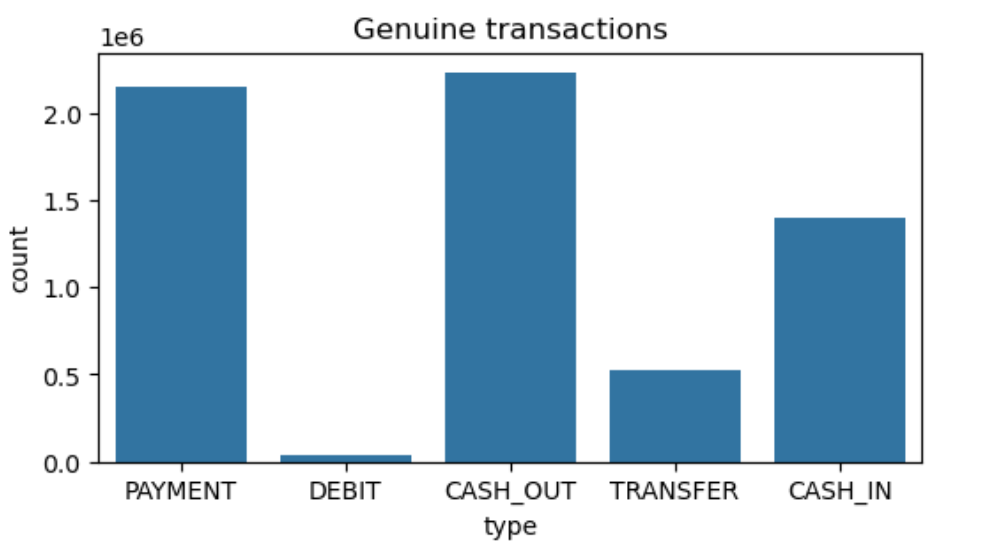 Genuine transactions
1e6
2.0
1.5
1.0
0.5
0.0
count
PAYMENT DEBIT CASH_OUT TRANSFER CASH_IN
type